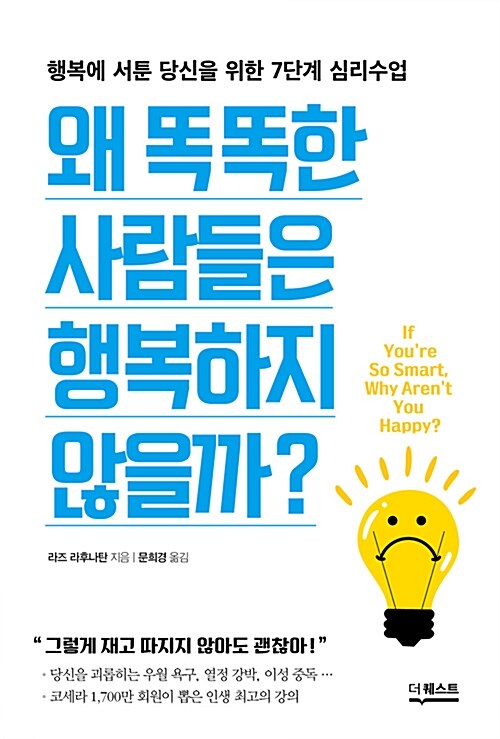 행복에 서툰 당신을 위한 7단계 심리수업
왜 똑똑한
사람들은
행복하지
않을까?
If
You're
So Smart,
Why Aren't
You
Happy?
라즈 라후나탄 지음 | 문희경 옮김
“그렇게 재고 따지지 않아도 괜찮아!”
· 당신을 괴롭히는 우월 욕구, 열정 강박, 이성 중독 …
· 코세라 1,700만 회원이 뽑은 인생 최고의 강의
더퀘스트